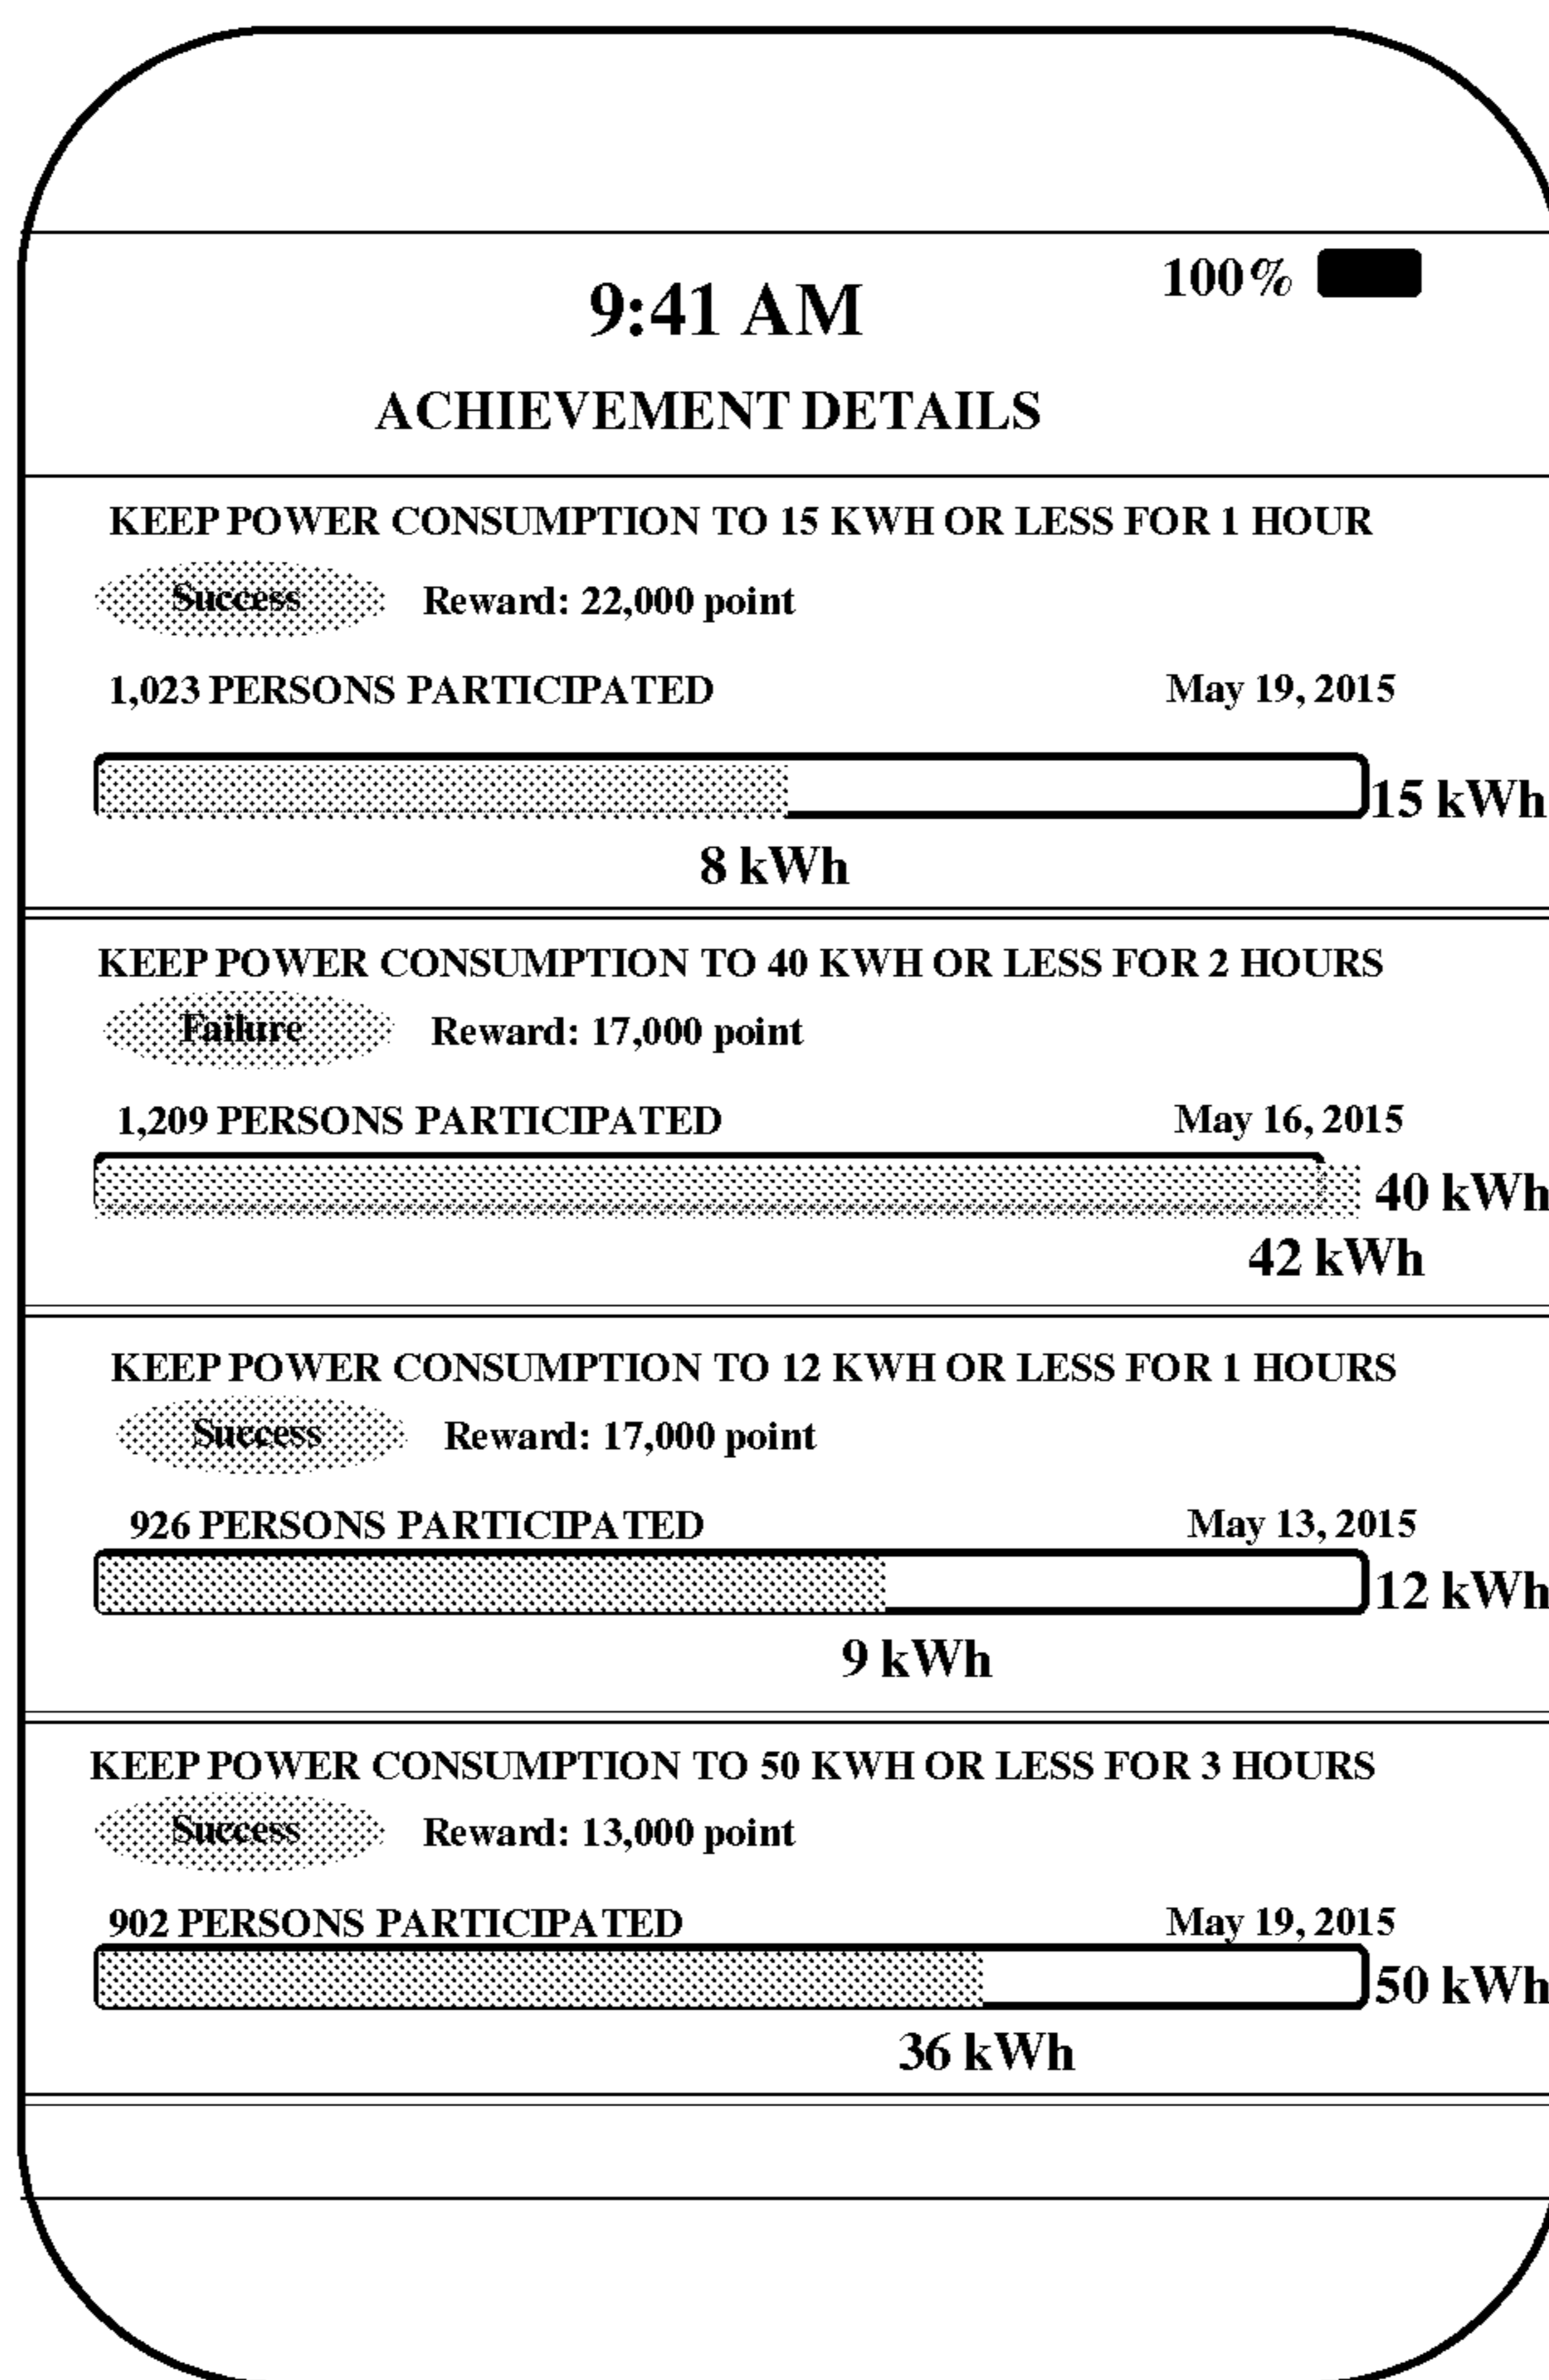 100%
9:41 AM
ACHIEVEMENT DETAILS
KEEP POWER CONSUMPTION TO 15 KWH OR LESS FOR 1 HOUR
Success Reward: 22,000 point
1,023 PERSONS PARTICIPATED May 19, 2015
15 kWh
8 kWh
KEEP POWER CONSUMPTION TO 40 KWH OR LESS FOR 2 HOURS
Failure Reward: 17,000 point
1,209 PERSONS PARTICIPATED May 16, 2015
40 kWh
42 kWh
KEEP POWER CONSUMPTION TO 12 KWH OR LESS FOR 1 HOURS
Success Reward: 17,000 point
926 PERSONS PARTICIPATED May 13, 2015
12 kWh
9 kWh
KEEP POWER CONSUMPTION TO 50 KWH OR LESS FOR 3 HOURS
Success Reward: 13,000 point
902 PERSONS PARTICIPATED May 19, 2015
50 kWh
36 kWh